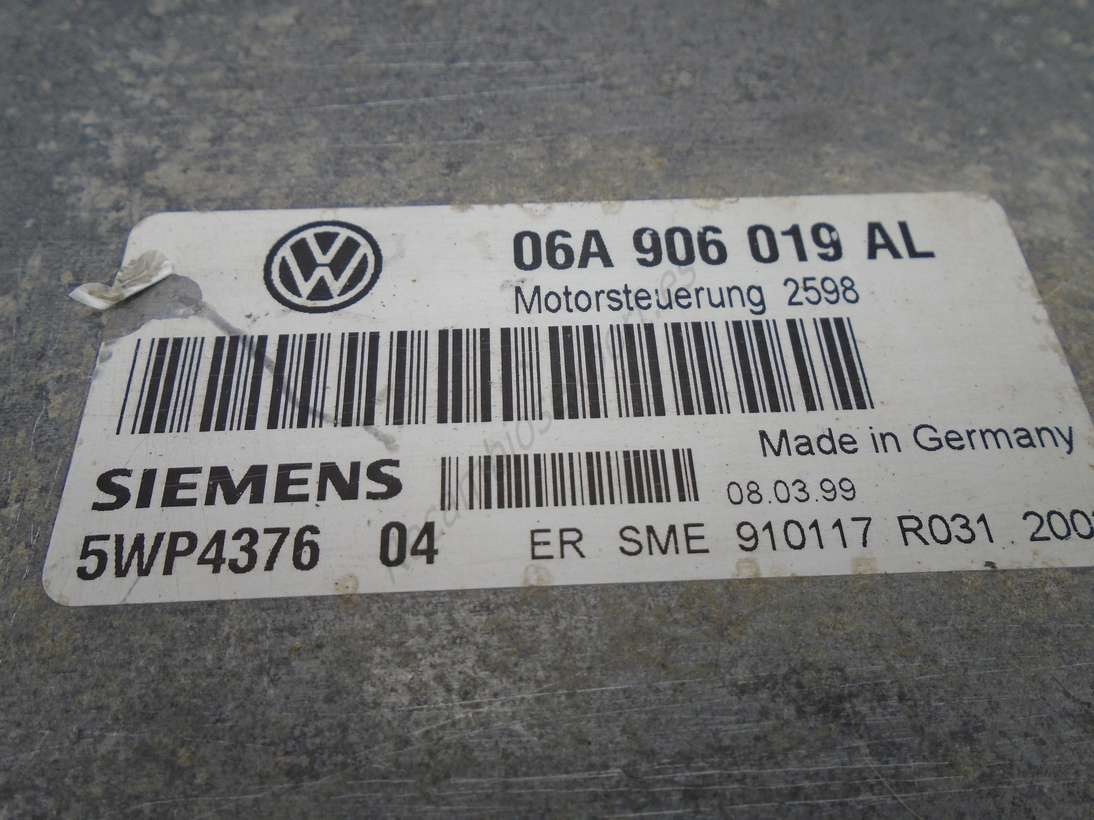 06A 906 019 AL
Motorsteuerung 2598
Made in Germany
SIEMENS
08.03.99
5WP4376 04 ER SME 910117 R031